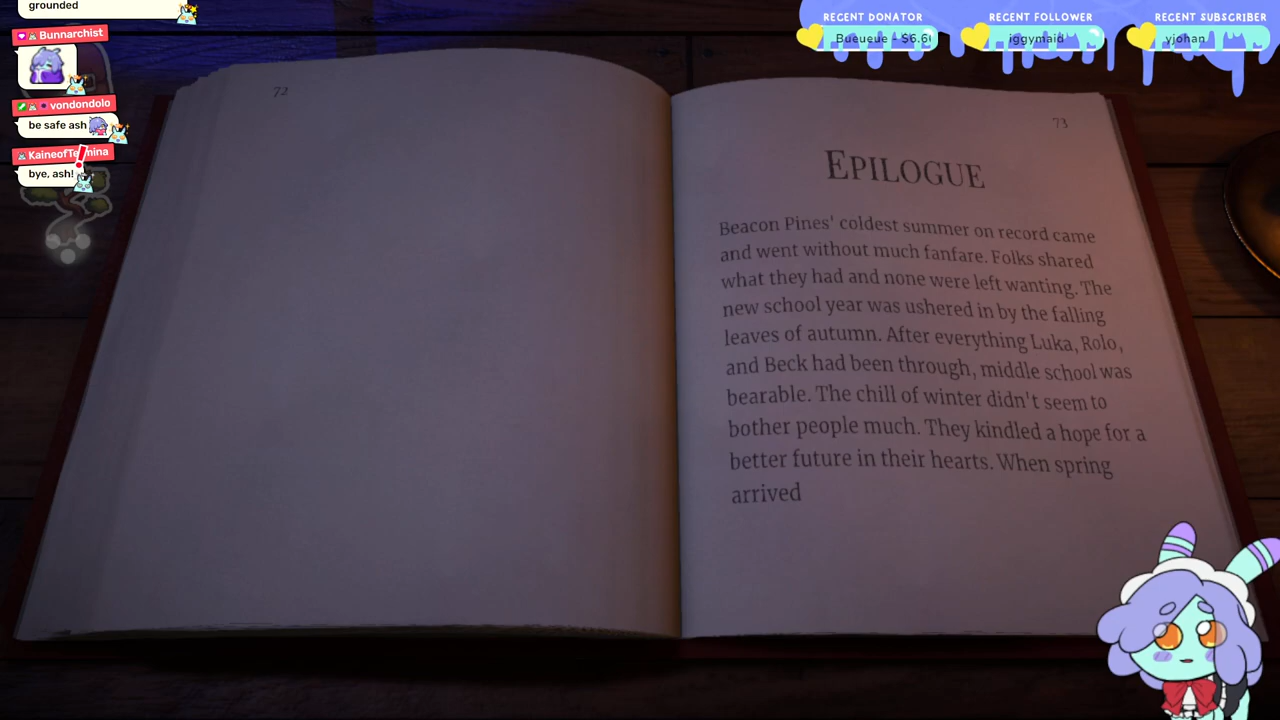 grounded
Bunnarchist
vondondolo
be safe ash
bye, ash!
RECENT DONATOR
Bueueue - $6.6
RECENT FOLLOWER
iggymaid
RECENT SUBSCRIBER
yjohan
72
73
EPILOGUE
Beacon Pines' coldest summer on record came
and went without much fanfare. Folks shared
what they had and none were left wanting. The
new school year was ushered in by the falling
leaves of autumn. After everything Luka, Rolo,
and Beck had been through, middle school was
bearable. The chill of winter didn't seem to
bother people much. They kindled a hope for a
better future in their hearts. When spring
arrived